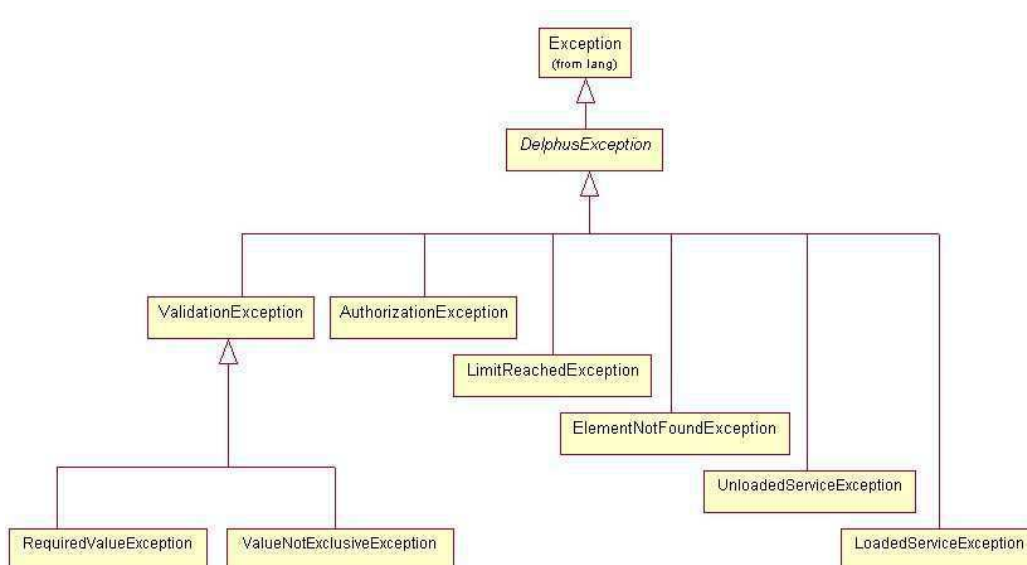 Exception
(from lang)
DelphusException
ValidationException
AuthorizationException
LimitReachedException
ElementNotFoundException
UnloadedServiceException
RequiredValueException
ValueNotExclusiveException
LoadedServiceException